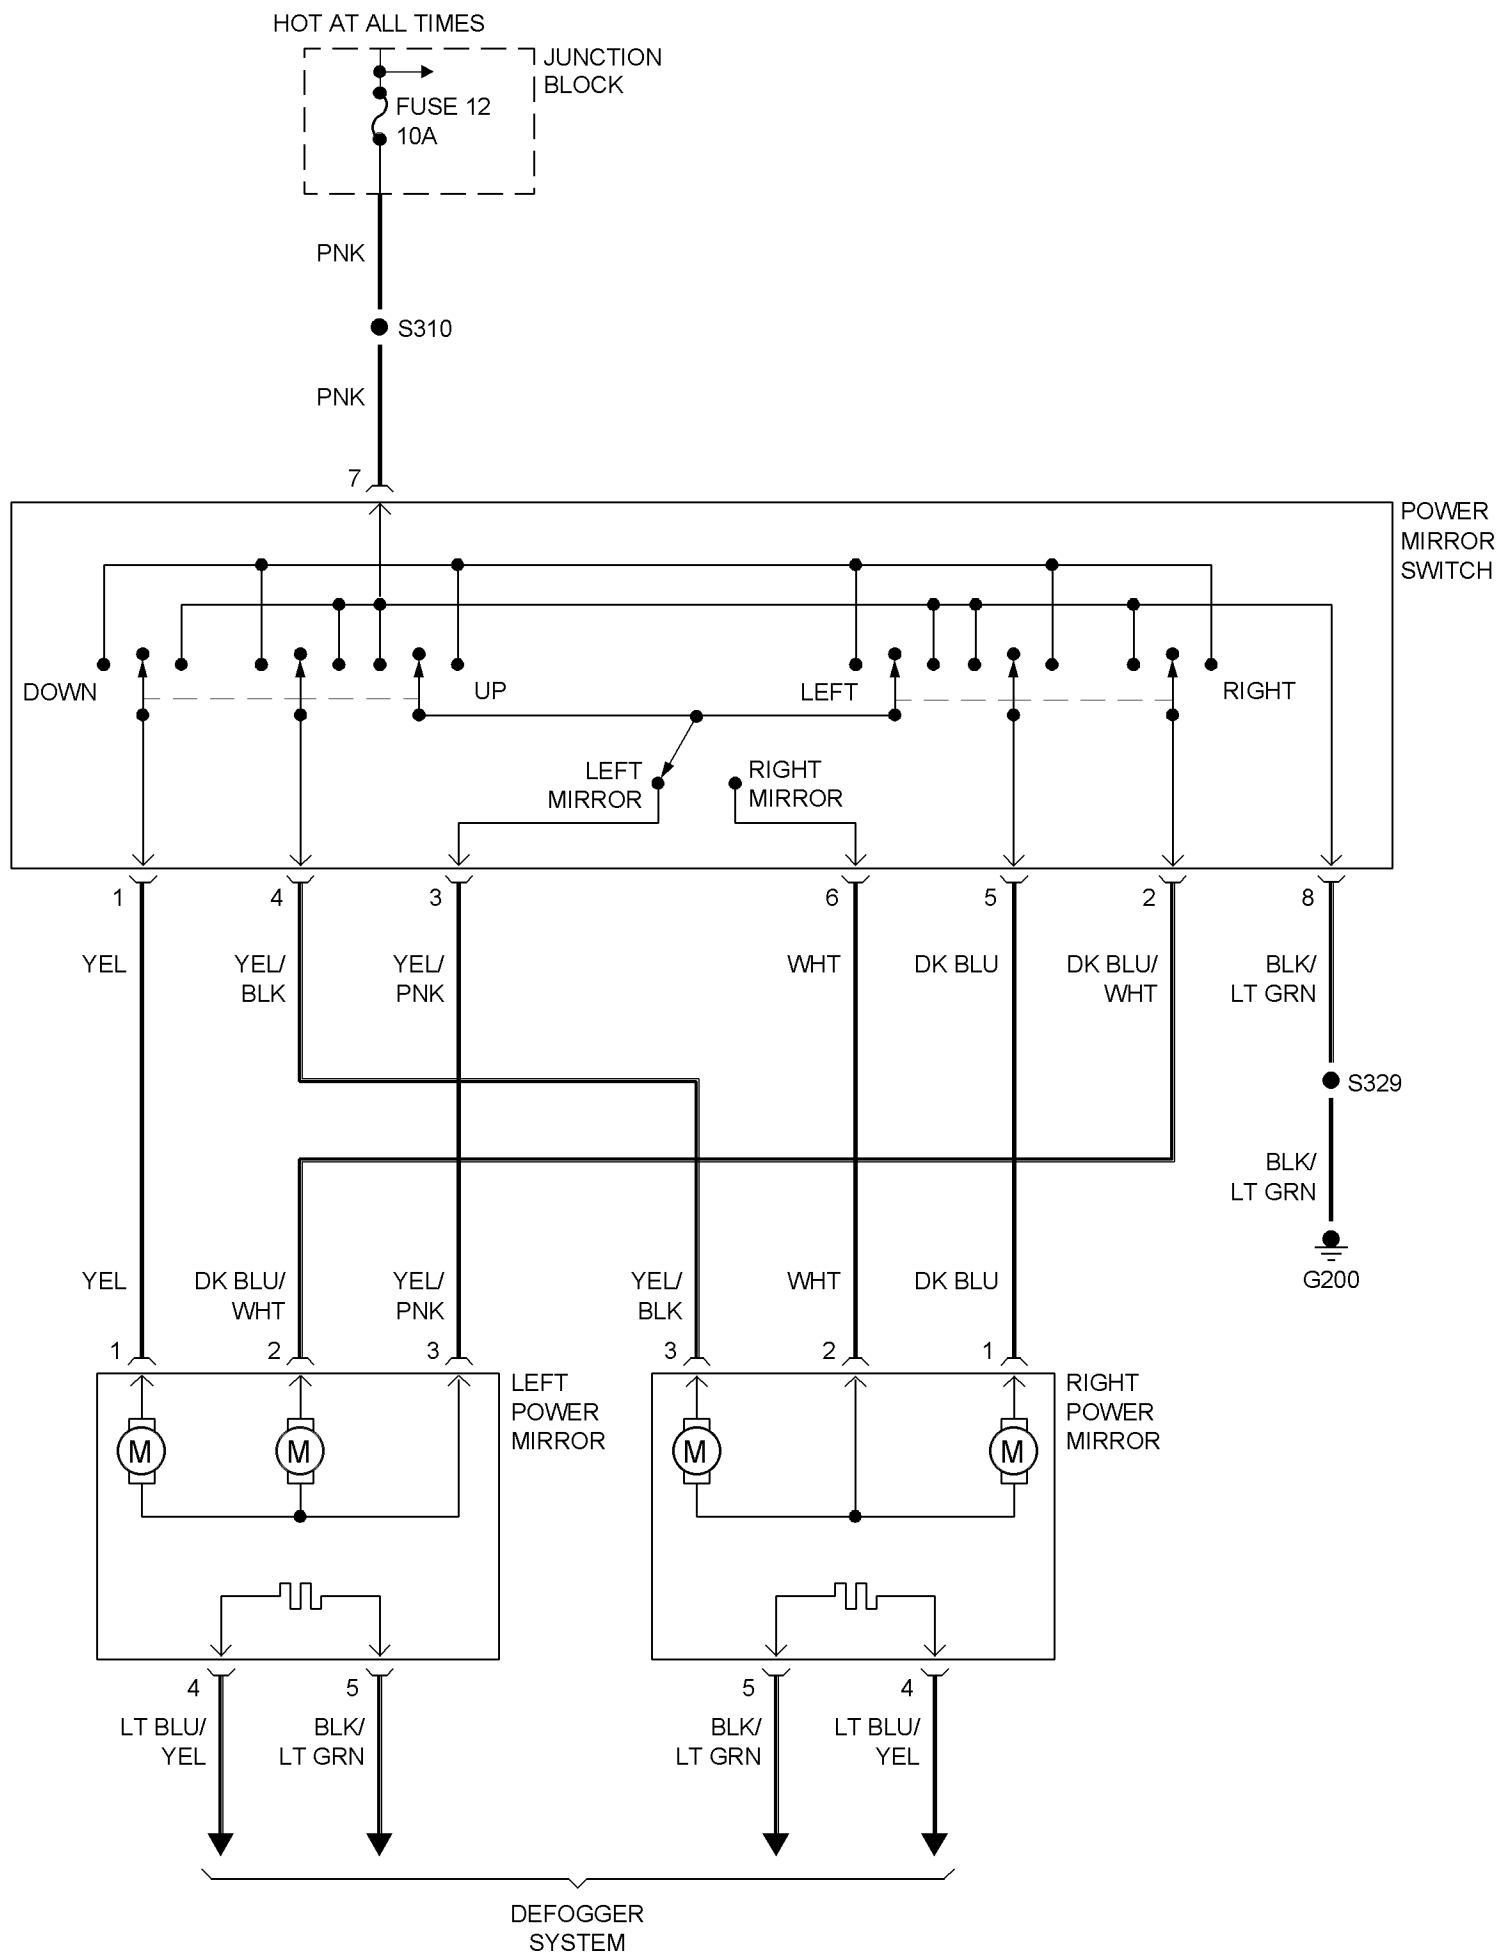 HOT AT ALL TIMES
JUNCTION
BLOCK
FUSE 12
10A
PNK
S310
PNK
7
POWER
MIRROR
SWITCH
DOWN
UP
LEFT
RIGHT
LEFT
MIRROR
RIGHT
MIRROR
1
4
3
6
5
2
8
YEL
YEL/
BLK
YEL/
PNK
WHT
DK BLU
DK BLU/
WHT
BLK/
LT GRN
S329
BLK/
LT GRN
G200
YEL
DK BLU/
WHT
YEL/
PNK
YEL/
BLK
WHT
DK BLU
1
2
3
3
2
1
LEFT
POWER
MIRROR
RIGHT
POWER
MIRROR
M
M
M
M
4
5
5
4
LT BLU/
YEL
BLK/
LT GRN
BLK/
LT GRN
LT BLU/
YEL
DEFOGGER
SYSTEM